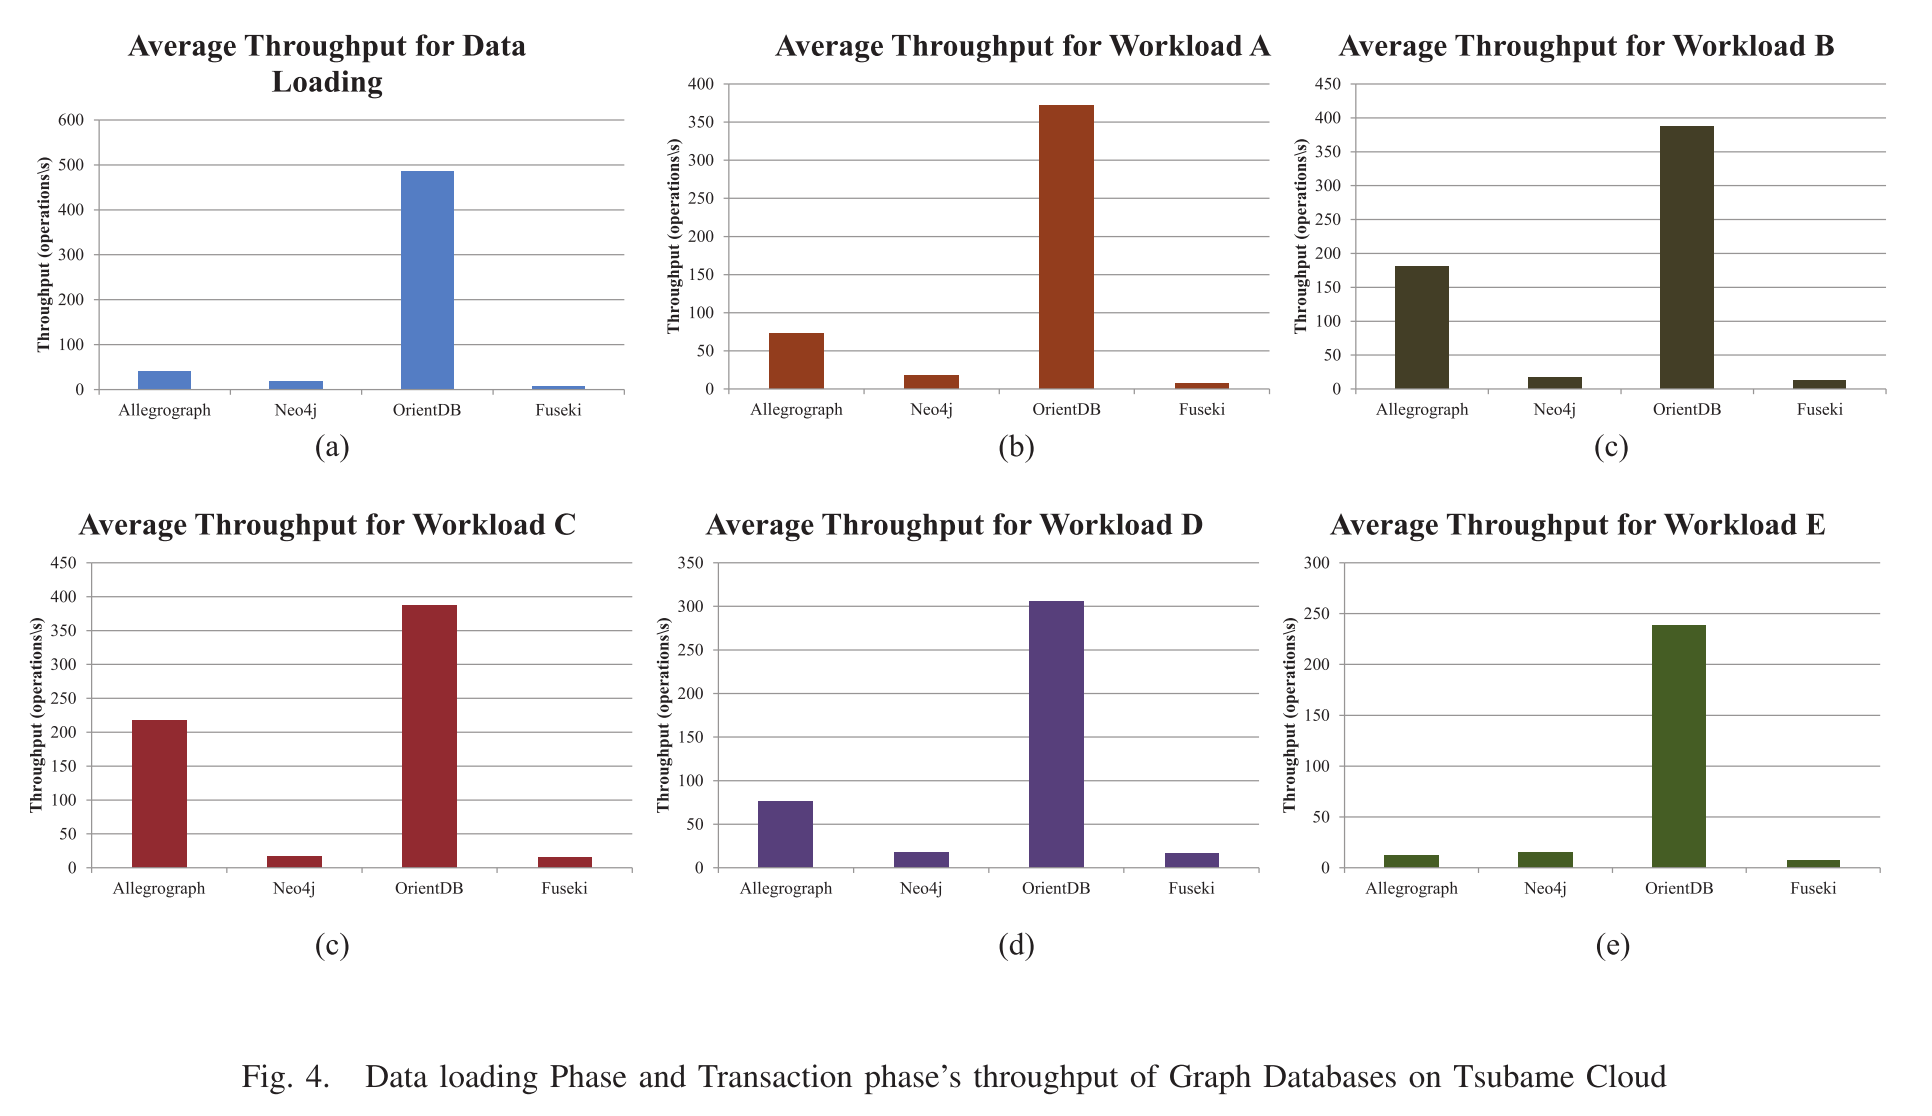 Average Throughput for Data
Loading
Throughput (operations\s)
600
500
400
300
200
100
0
Allegrograph Neo4j OrientDB Fuseki
(a)
Average Throughput for Workload A
Throughput (operations\s)
400
350
300
250
200
150
100
50
0
Allegrograph Neo4j OrientDB Fuseki
(b)
Average Throughput for Workload B
Throughput (operations\s)
450
400
350
300
250
200
150
100
50
0
Allegrograph Neo4j OrientDB Fuseki
(c)
Average Throughput for Workload C
Throughput (operations\s)
450
400
350
300
250
200
150
100
50
0
Allegrograph Neo4j OrientDB Fuseki
(c)
Average Throughput for Workload D
Throughput (operations\s)
350
300
250
200
150
100
50
0
Allegrograph Neo4j OrientDB Fuseki
(d)
Average Throughput for Workload E
Throughput (operations\s)
300
250
200
150
100
50
0
Allegrograph Neo4j OrientDB Fuseki
(e)
Fig. 4. Data loading Phase and Transaction phase's throughput of Graph Databases on Tsubame Cloud